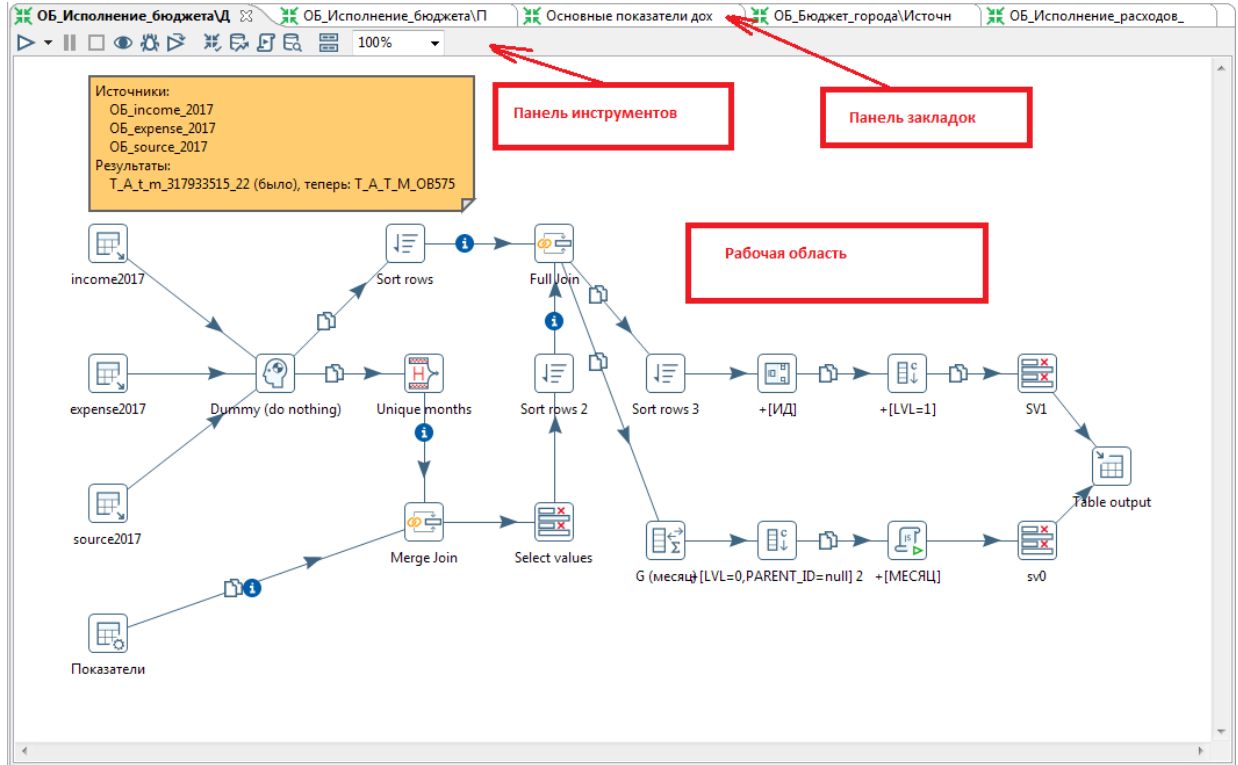 ОБ_Исполнение_бюджета\Д
ОБ_Исполнение_бюджета\П
Основные показатели дох
ОБ_Бюджет_города\Источн
ОБ_Исполнение_расходов_
100%
Источники:
ОБ_income_2017
ОБ_expense_2017
ОБ_source_2017
Результаты:
T_A_t_m_317933515_22 (было), теперь: T_A_T_M_OB575
Панель инструментов
Панель закладок
Рабочая область
income2017
Sort rows
Full Join
expense2017
Dummy (do nothing)
Unique months
Sort rows 2
Sort rows 3
+[ИД]
+[LVL=1]
SV1
Table output
source2017
Merge Join
Select values
G (месяц)
+[LVL=0,PARENT_ID=null] 2
+[МЕСЯЦ]
sv0
Показатели